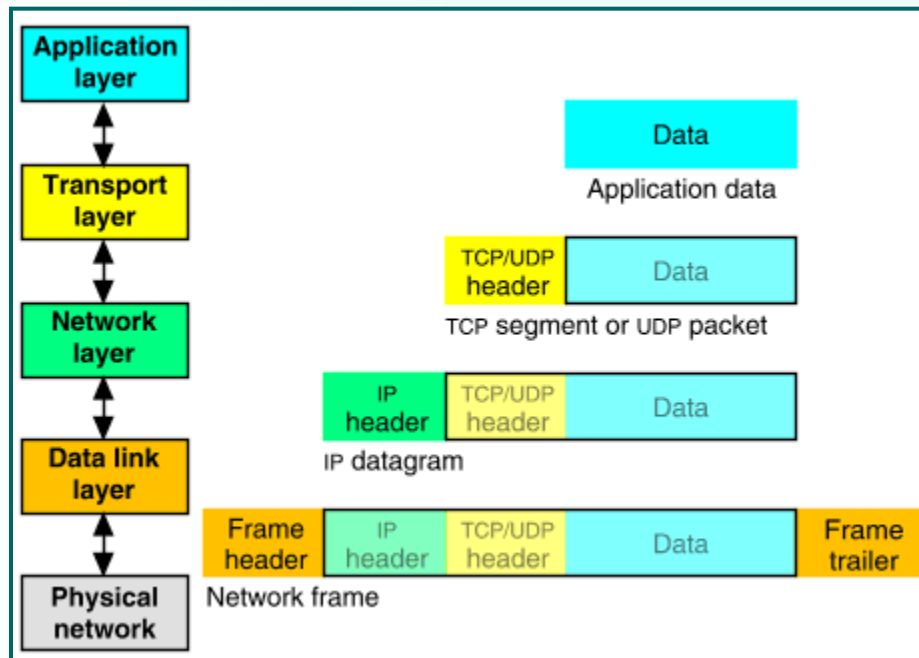 Application
layer
Data
Application data
Transport
layer
TCP/UDP
header
Data
TCP segment or UDP packet
Network
layer
IP
header
TCP/UDP
header
Data
IP datagram
Data link
layer
Frame
header
IP
header
TCP/UDP
header
Data
Frame
trailer
Network frame
Physical
network